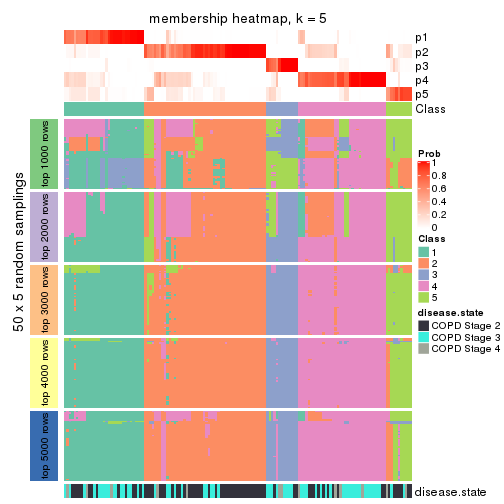 membership heatmap, k = 5
p1
p2
p3
p4
p5
Class
50 x 5 random samplings
top 1000 rows
top 2000 rows
top 3000 rows
top 4000 rows
top 5000 rows
disease.state
Prob
1
0.8
0.6
0.4
0.2
0
Class
1
2
3
4
5
disease.state
COPD Stage 2
COPD Stage 3
COPD Stage 4